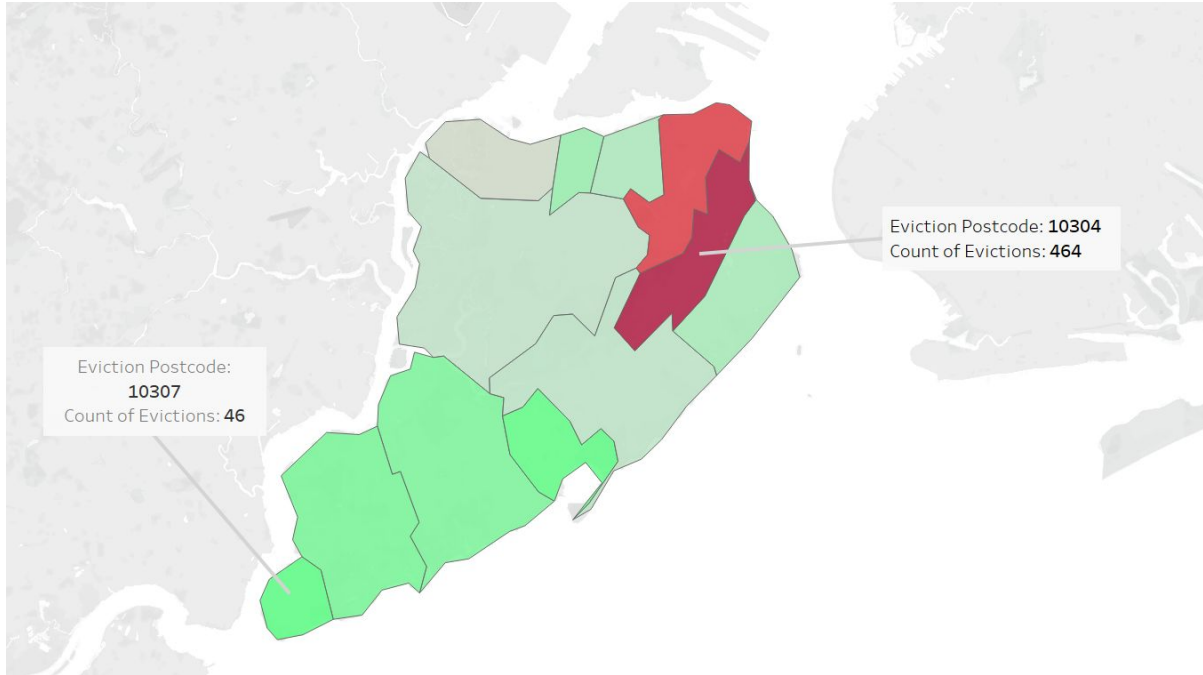 Eviction Postcode: 10304
Count of Evictions: 464
Eviction Postcode:
10307
Count of Evictions: 46